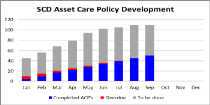 SCD Asset Care Policy Development
120
100
80
60
40
20
0
Jan Feb Mar Apr May Jun Jul Aug Sep Oct Nov Dec
Completed ACPs Overdue To be done